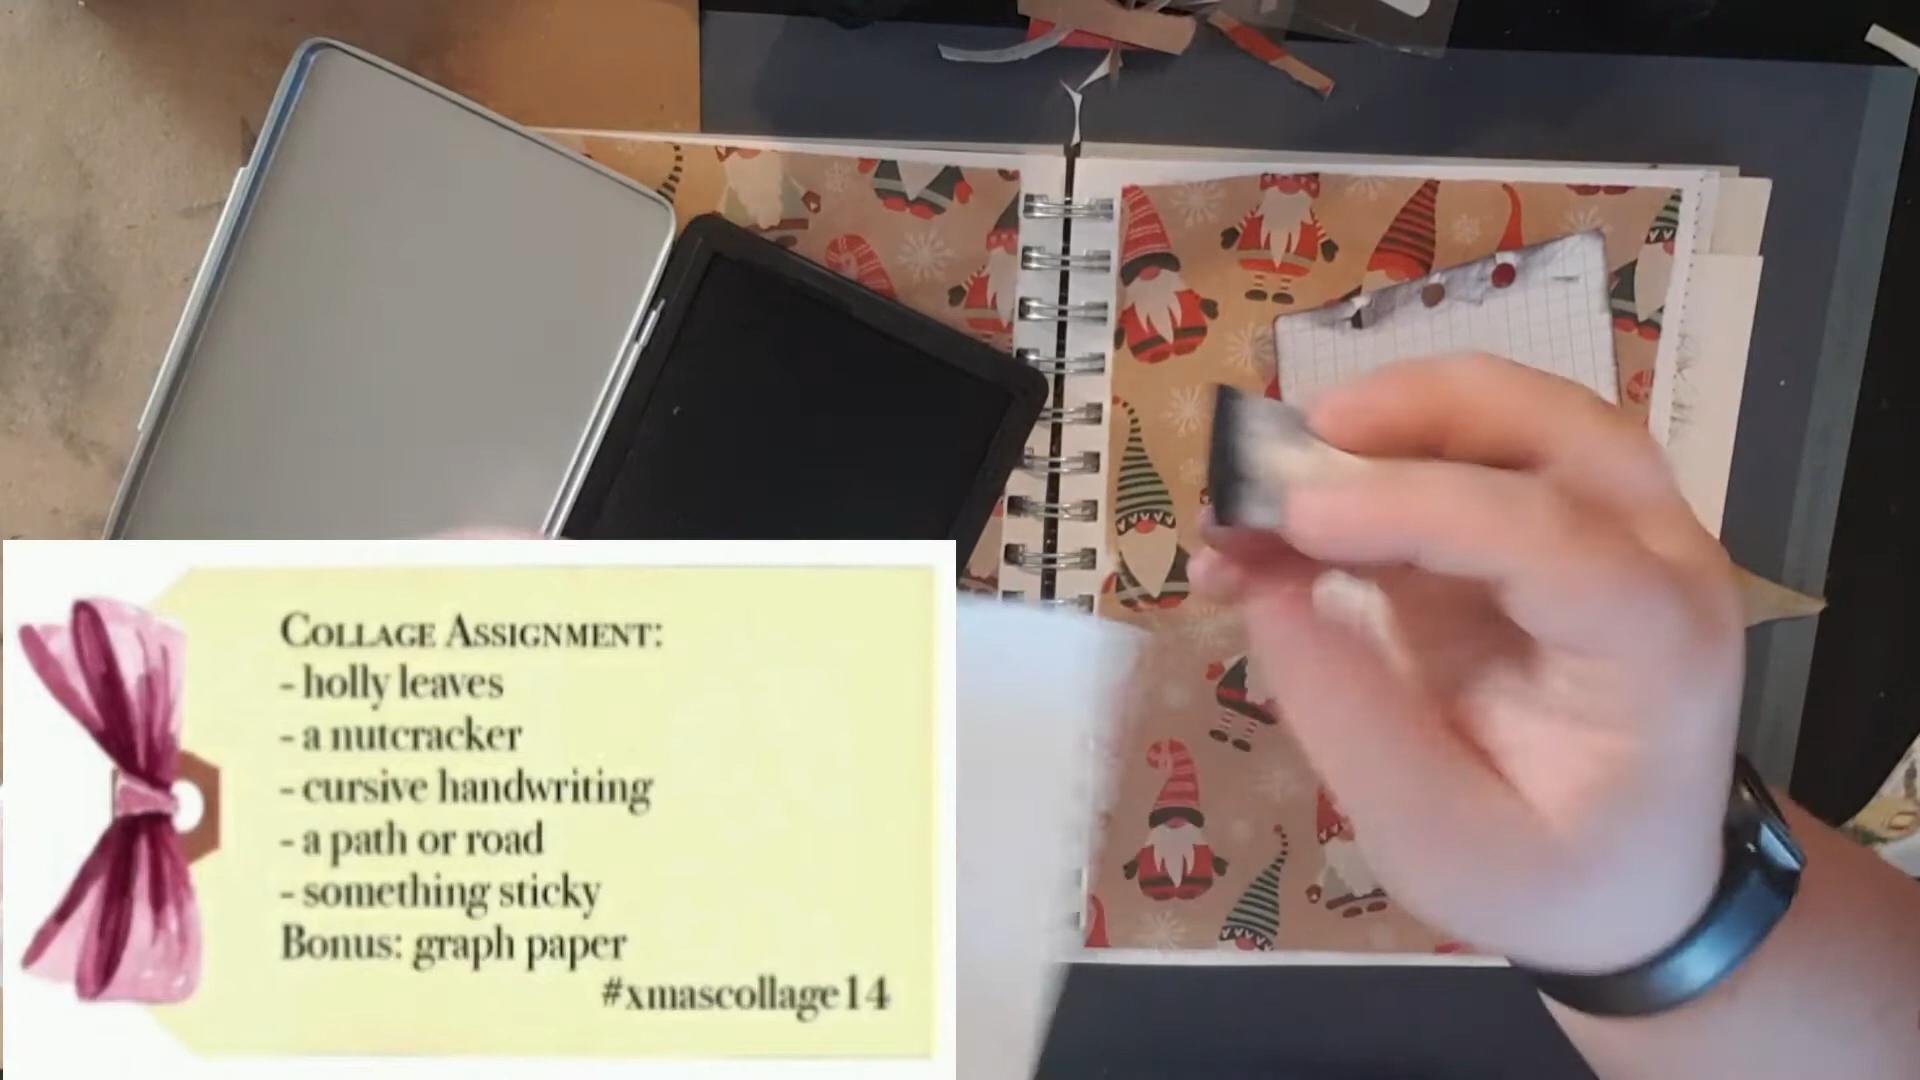 COLLAGE ASSIGNMENT:
- holly leaves
- a nutcracker
- cursive handwriting
- a path or road
- something sticky
Bonus: graph paper
#xmascollage14